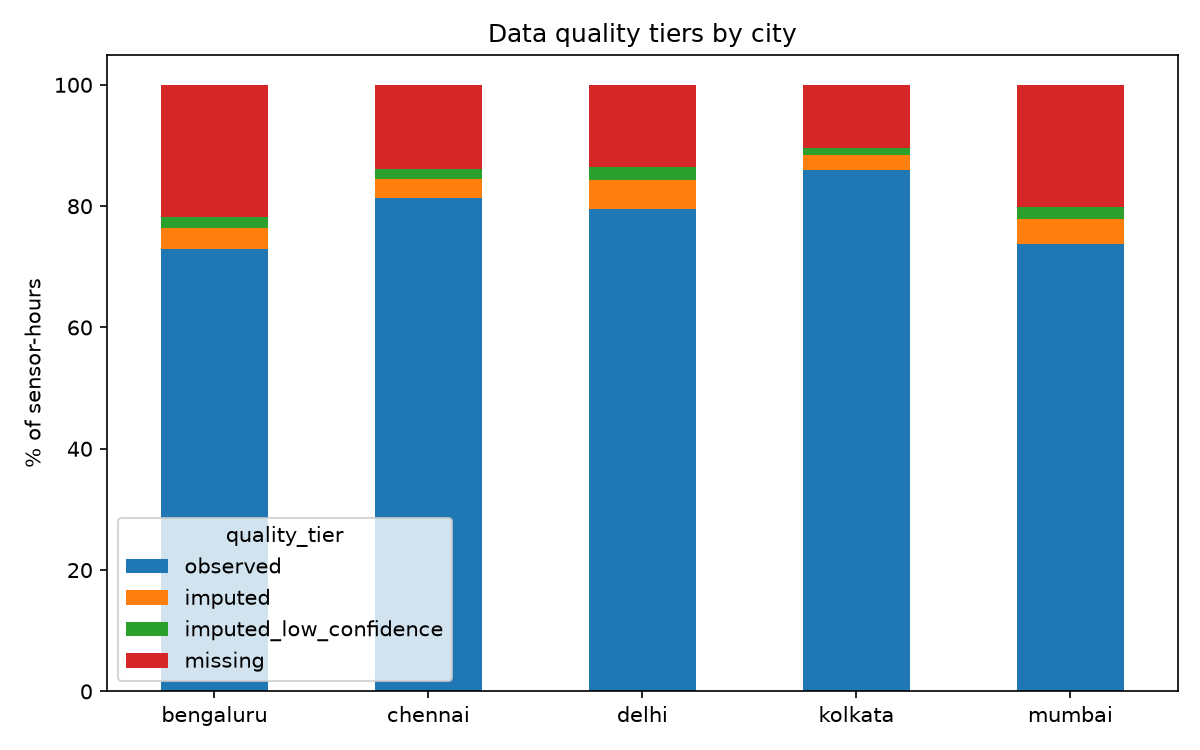 Data quality tiers by city
% of sensor-hours
100
80
60
40
20
0
quality_tier
observed
imputed
imputed_low_confidence
missing
bengaluru
chennai
delhi
kolkata
mumbai